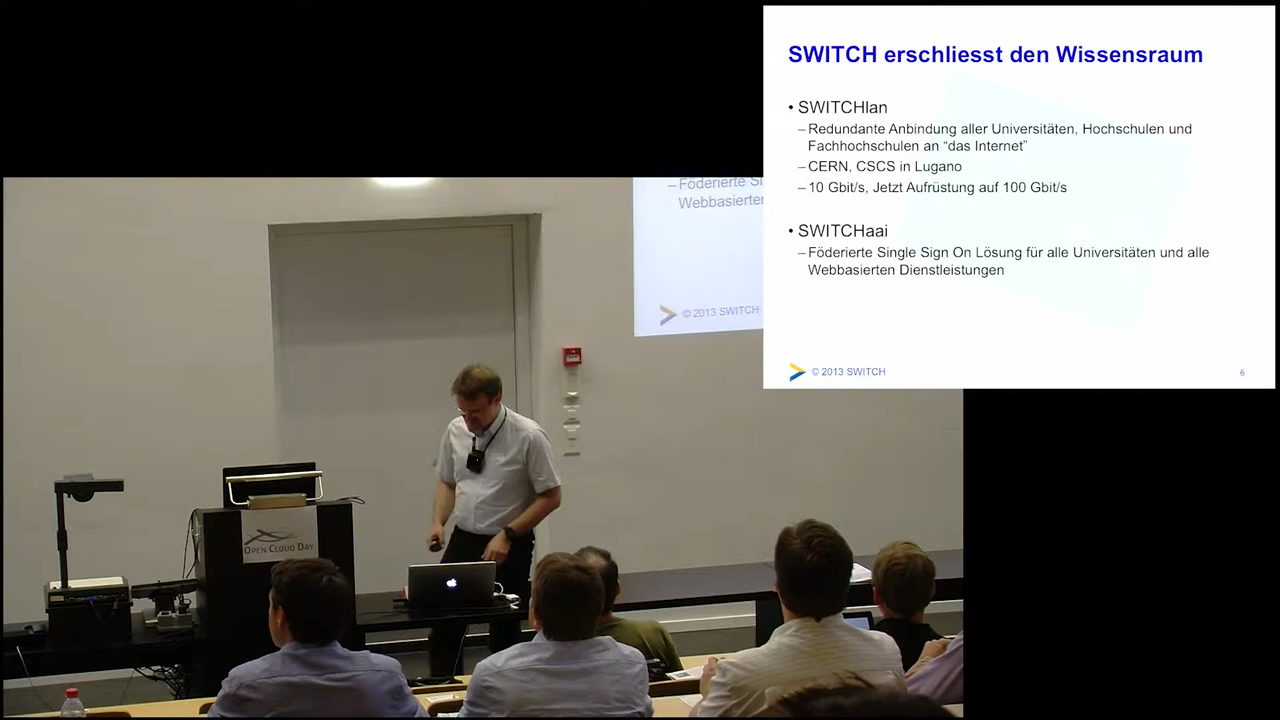 SWITCH erschliesst den Wissensraum
• SWITCHlan
– Redundante Anbindung aller Universitäten, Hochschulen und
Fachhochschulen an “das Internet”
– CERN, CSCS in Lugano
– 10 Gbit/s, Jetzt Aufrüstung auf 100 Gbit/s
• SWITCHaai
– Föderierte Single Sign On Lösung für alle Universitäten und alle
Webbasierten Dienstleistungen
© 2013 SWITCH
6
– Föderierte
Webbasierten
© 2013 SWITCH
OPEN CLOUD DAY